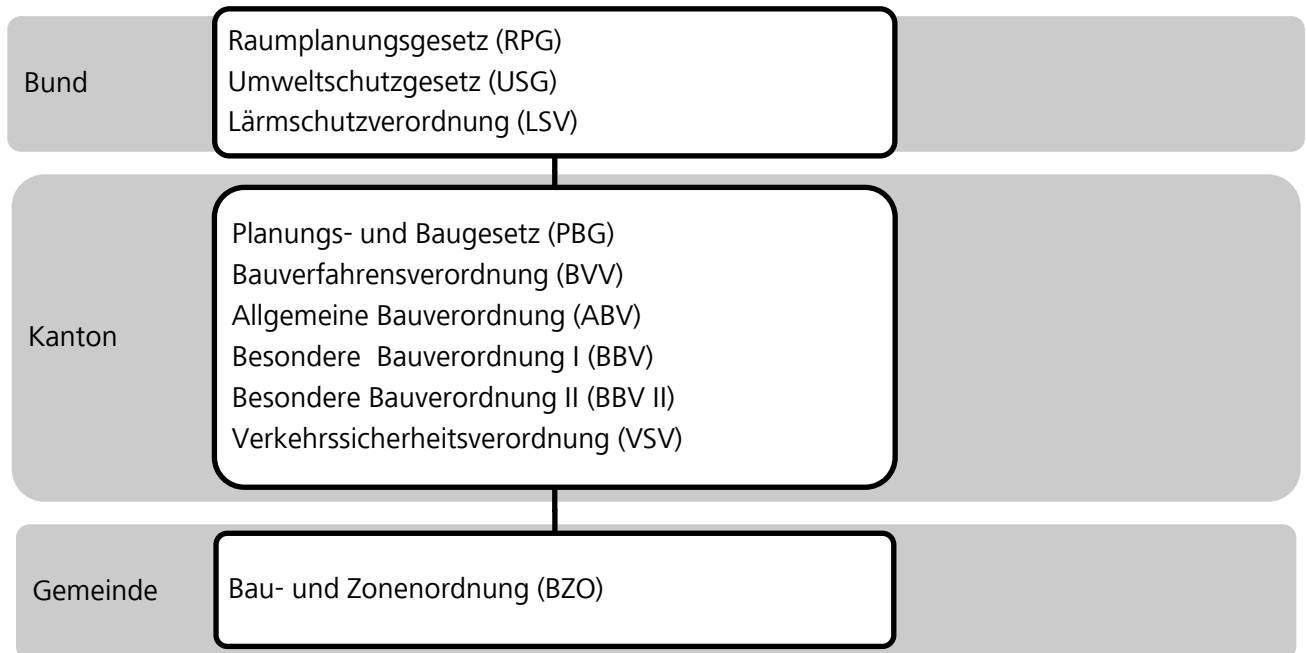 Bund
Raumplanungsgesetz (RPG)
Umweltschutzgesetz (USG)
Lärmschutzverordnung (LSV)
Kanton
Planungs- und Baugesetz (PBG)
Bauverfahrensverordnung (BVV)
Allgemeine Bauverordnung (ABV)
Besondere  Bauverordnung I (BBV)
Besondere Bauverordnung II (BBV II)
Verkehrssicherheitsverordnung (VSV)
Gemeinde
Bau- und Zonenordnung (BZO)